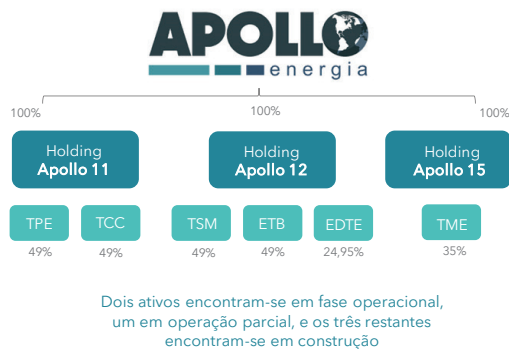 APOLLO
energia
100% 100% 100%
Holding Holding Holding
Apollo 11 Apollo 12 Apollo 15
TPE TCC TSM ETB EDTE TME
49% 49% 49% 49% 24,95% 35%
Dois ativos encontram-se em fase operacional,
um em operação parcial, e os três restantes
encontram-se em construção